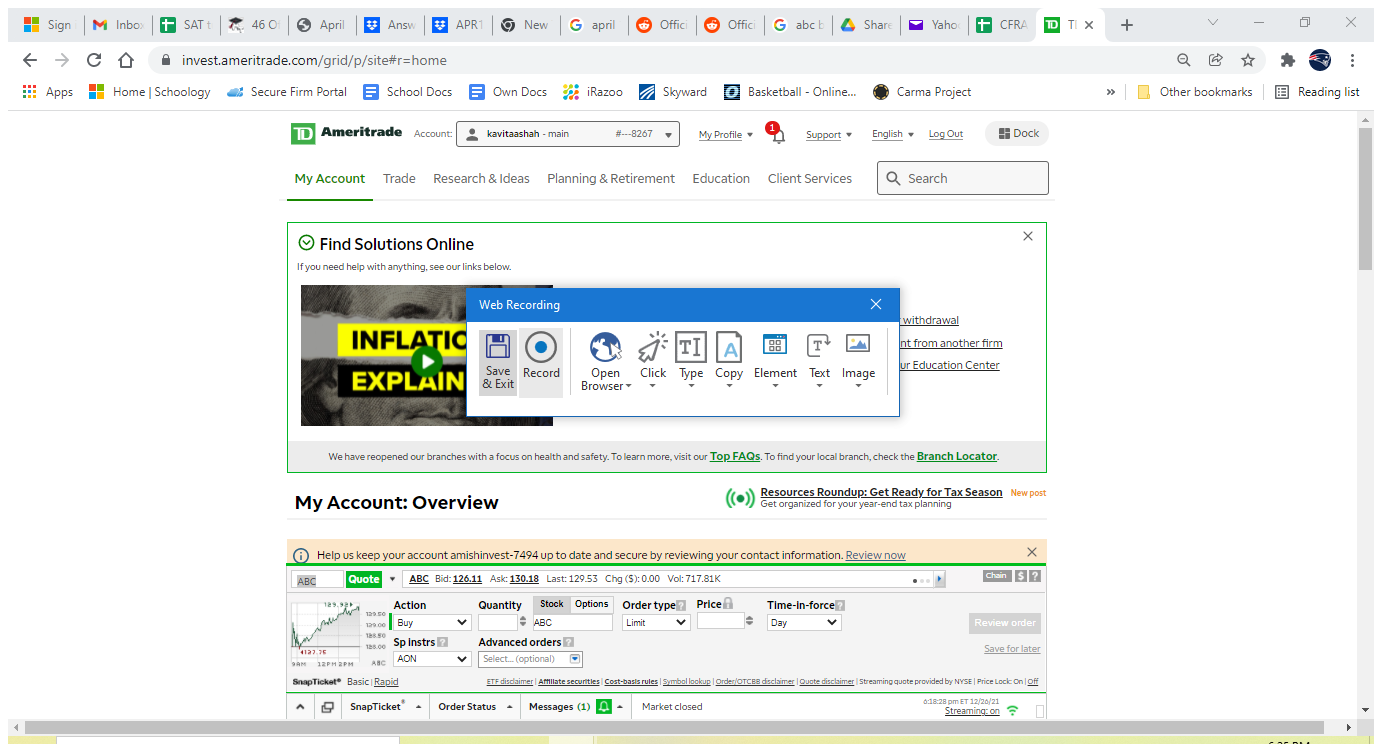 Sign
Inbo
SAT t
46 O
April
Answ
APR1
New
april
Offici
Offici
abc b
Share
Yaho
CFRA
invest.ameritrade.com/grid/p/site#r=home
Apps
Home | Schoology
Secure Firm Portal
School Docs
Own Docs
iRazoo
Skyward
Basketball - Online...
Carma Project
»
Other bookmarks
Reading list
TD Ameritrade
Account:
kavitaashah - main
#---8267
My Profile
1
Support
English
Log Out
Dock
My Account
Trade
Research & Ideas
Planning & Retirement
Education
Client Services
Search
Find Solutions Online
If you need help with anything, see our links below.
INFLATIO
EXPLAIN
withdrawal
nt from another firm
ur Education Center
Web Recording
Save & Exit
Record
Open Browser
Click
Type
Copy
Element
Text
Image
We have reopened our branches with a focus on health and safety. To learn more, visit our Top FAQs. To find your local branch, check the Branch Locator.
My Account: Overview
Resources Roundup: Get Ready for Tax Season
New post
Get organized for your year-end tax planning
Help us keep your account amishinvest-7494 up to date and secure by reviewing your contact information. Review now
ABC
Quote
ABC Bid: 126.11 Ask: 130.18 Last: 129.53 Chg ($): 0.00 Vol: 717.81K
Chain
$
?
129.50
129.00
128.50
128.00
127.75
9AM 12PM 2PM ABC
Action
Buy
Quantity
Stock
Options
ABC
Order type
Limit
Price
Time-in-force
Day
Review order
Sp instrs
AON
Advanced orders
Select... (optional)
Save for later
SnapTicket® Basic | Rapid
ETF disclaimer | Affiliate securities | Cost-basis rules | Symbol lookup | Order/OTCBB disclaimer | Quote disclaimer | Streaming quote provided by NYSE | Price Lock: On | Off
SnapTicket®
Order Status
Messages (1)
Market closed
6:18:28 pm ET 12/26/21
Streaming: on